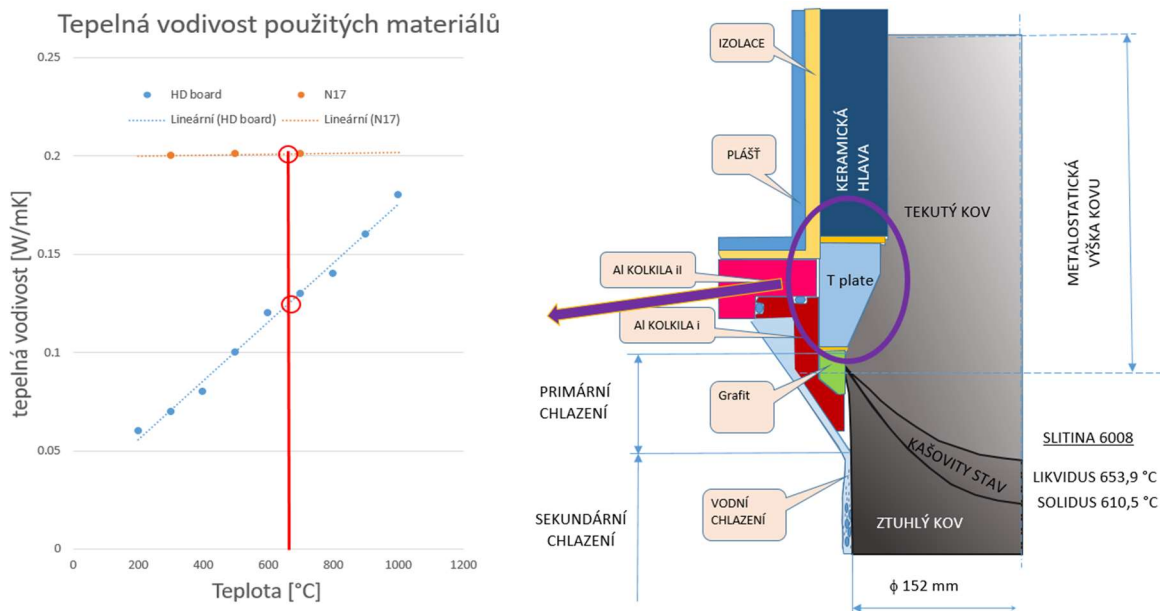 Tepelná vodivost použitých materiálů
0.25
HD board
N17
Lineární (HD board)
Lineární (N17)
0.2
0.15
0.1
0.05
0
tepelná vodivost [W/mK]
0
200
400
600
800
1000
1200
Teplota [°C]
IZOLACE
PLÁŠŤ
KERAMICKÁ
HLAVA
TEKUTÝ KOV
METALOSTATICKÁ
VÝŠKA KOVU
Al KOLKILA iI
T plate
Al KOLKILA i
PRIMÁRNÍ
CHLAZENÍ
Grafit
KAŠOVITY STAV
SLITINA 6008
LIKVIDUS 653,9 °C
SOLIDUS 610,5 °C
VODNÍ
CHLAZENÍ
ZTUHLÝ KOV
SEKUNDÁRNÍ
CHLAZENÍ
ϕ 152 mm